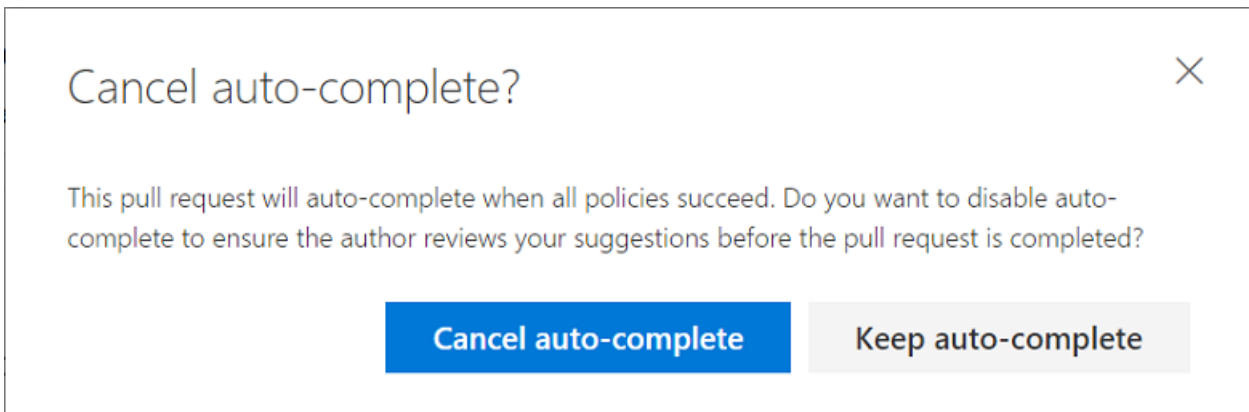 Cancel auto-complete?
This pull request will auto-complete when all policies succeed. Do you want to disable auto-
complete to ensure the author reviews your suggestions before the pull request is completed?
Cancel auto-complete
Keep auto-complete